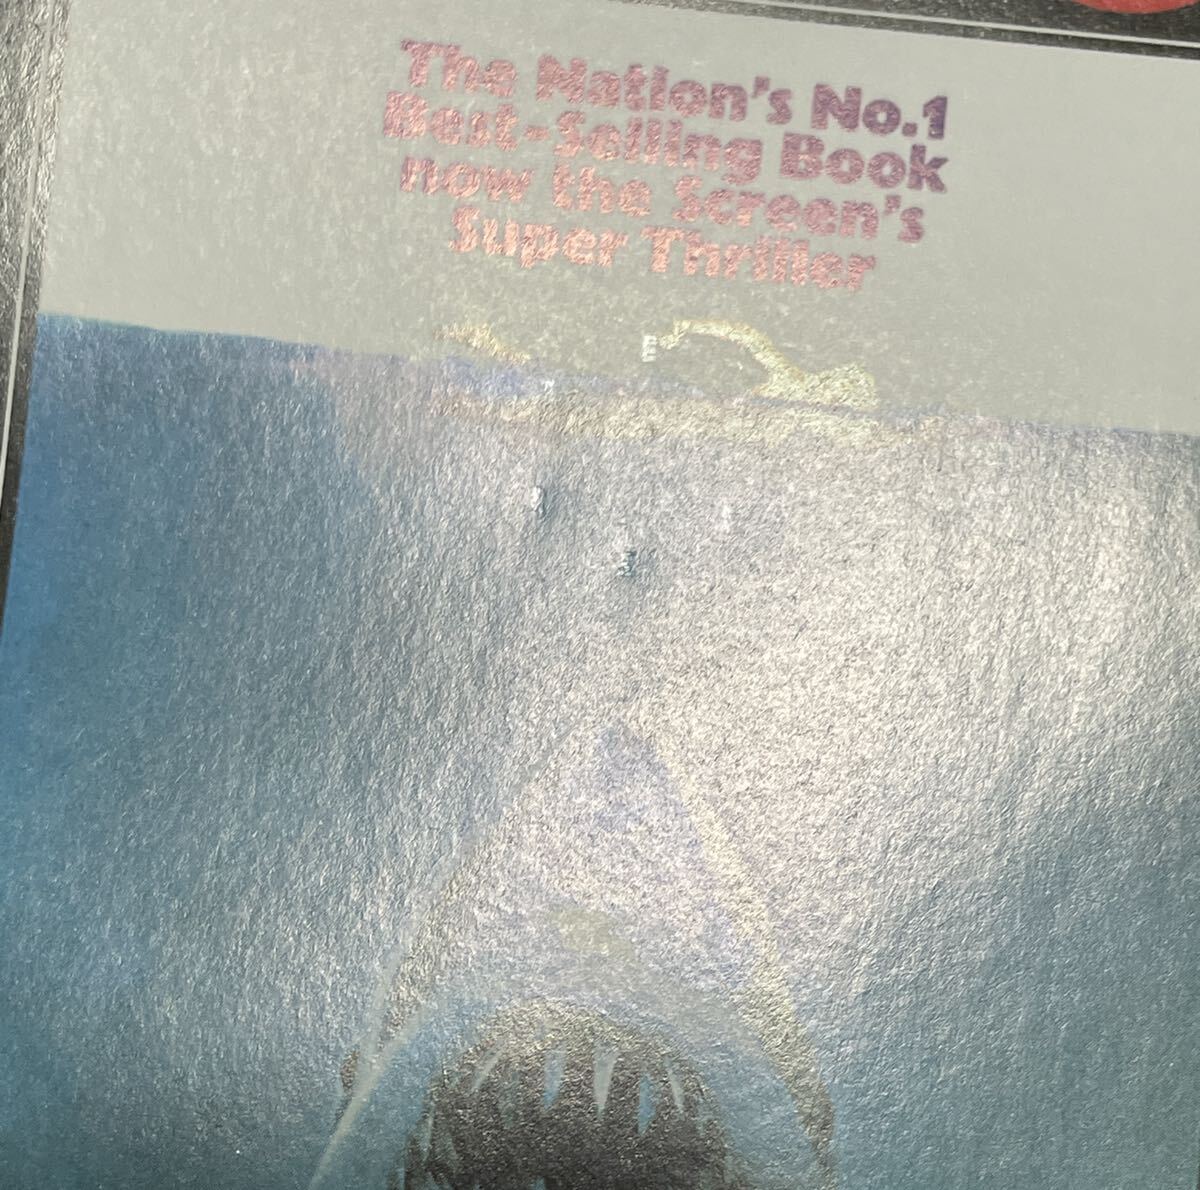 The Nation's No.1
Best-Selling Book
now the screen's
Super Thriller